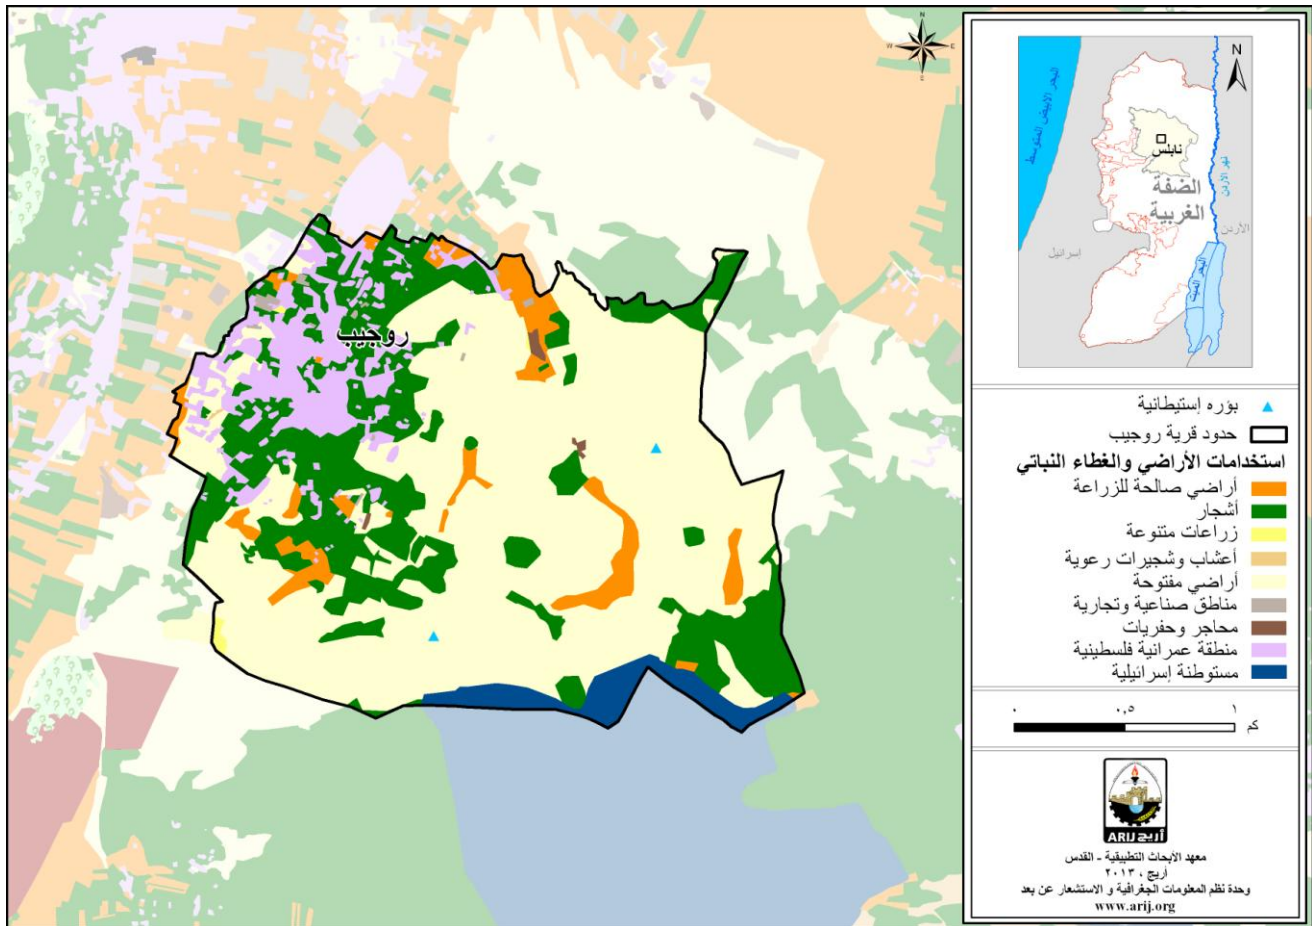 روجيب
N
E
S
W
N
البحر الابيض المتوسط
نابلس
الضفة
الغربية
نهر الأردن
الأردن
إسرائيل
البحر الميت
بؤره إستيطانية
حدود قرية روجيب
استخدامات الأراضي والغطاء النباتي
أراضي صالحة للزراعة
أشجار
زراعات متنوعة
أعشاب وشجيرات رعوية
أراضي مفتوحة
مناطق صناعية وتجارية
محاجر وحفريات
منطقة عمرانية فلسطينية
مستوطنة إسرائيلية
٠ ٠,٥ ١
كم
ARIJ أريج
معهد الأبحاث التطبيقية - القدس
اريج ، ٢٠١٣
وحدة نظم المعلومات الجغرافية و الاستشعار عن بعد
www.arij.org